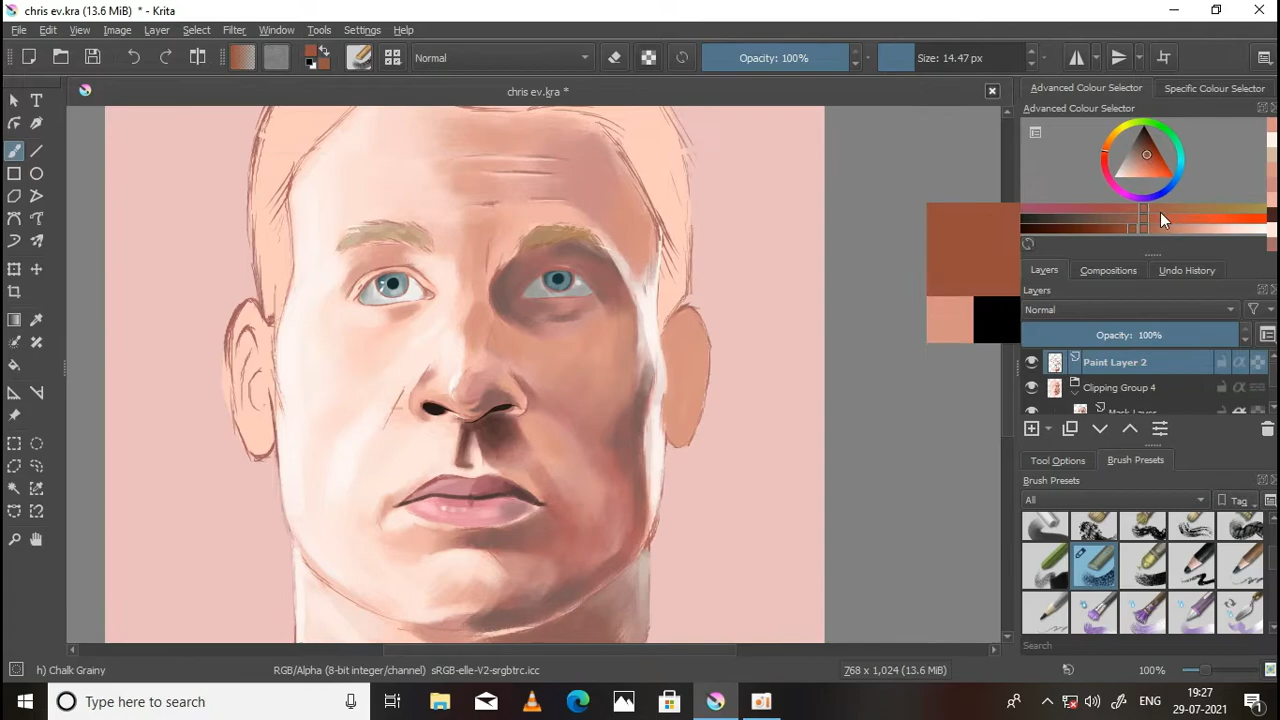 chris ev.kra (13.6 MiB) * - Krita
File Edit View Image Layer Select Filter Window Tools Settings Help
Normal
Opacity: 100%
Size: 14.47 px
chris ev.kra *
Advanced Colour Selector
Specific Colour Selector
Advanced Colour Selector
Layers
Compositions
Undo History
Layers
Normal
Opacity: 100%
Paint Layer 2
Clipping Group 4
Mask Layer
Tool Options
Brush Presets
Brush Presets
All
Tag
Search
h) Chalk Grainy
RGB/Alpha (8-bit integer/channel) sRGB-elle-V2-srgbtrc.icc
768 x 1,024 (13.6 MiB)
100%
Type here to search
ENG
19:27
29-07-2021
1